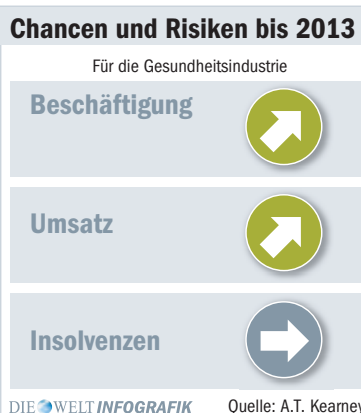 Chancen und Risiken bis 2013
Für die Gesundheitsindustrie
Beschäftigung
Umsatz
Insolvenzen
DIE WELT INFOGRAFIK Quelle: A.T. Kearney